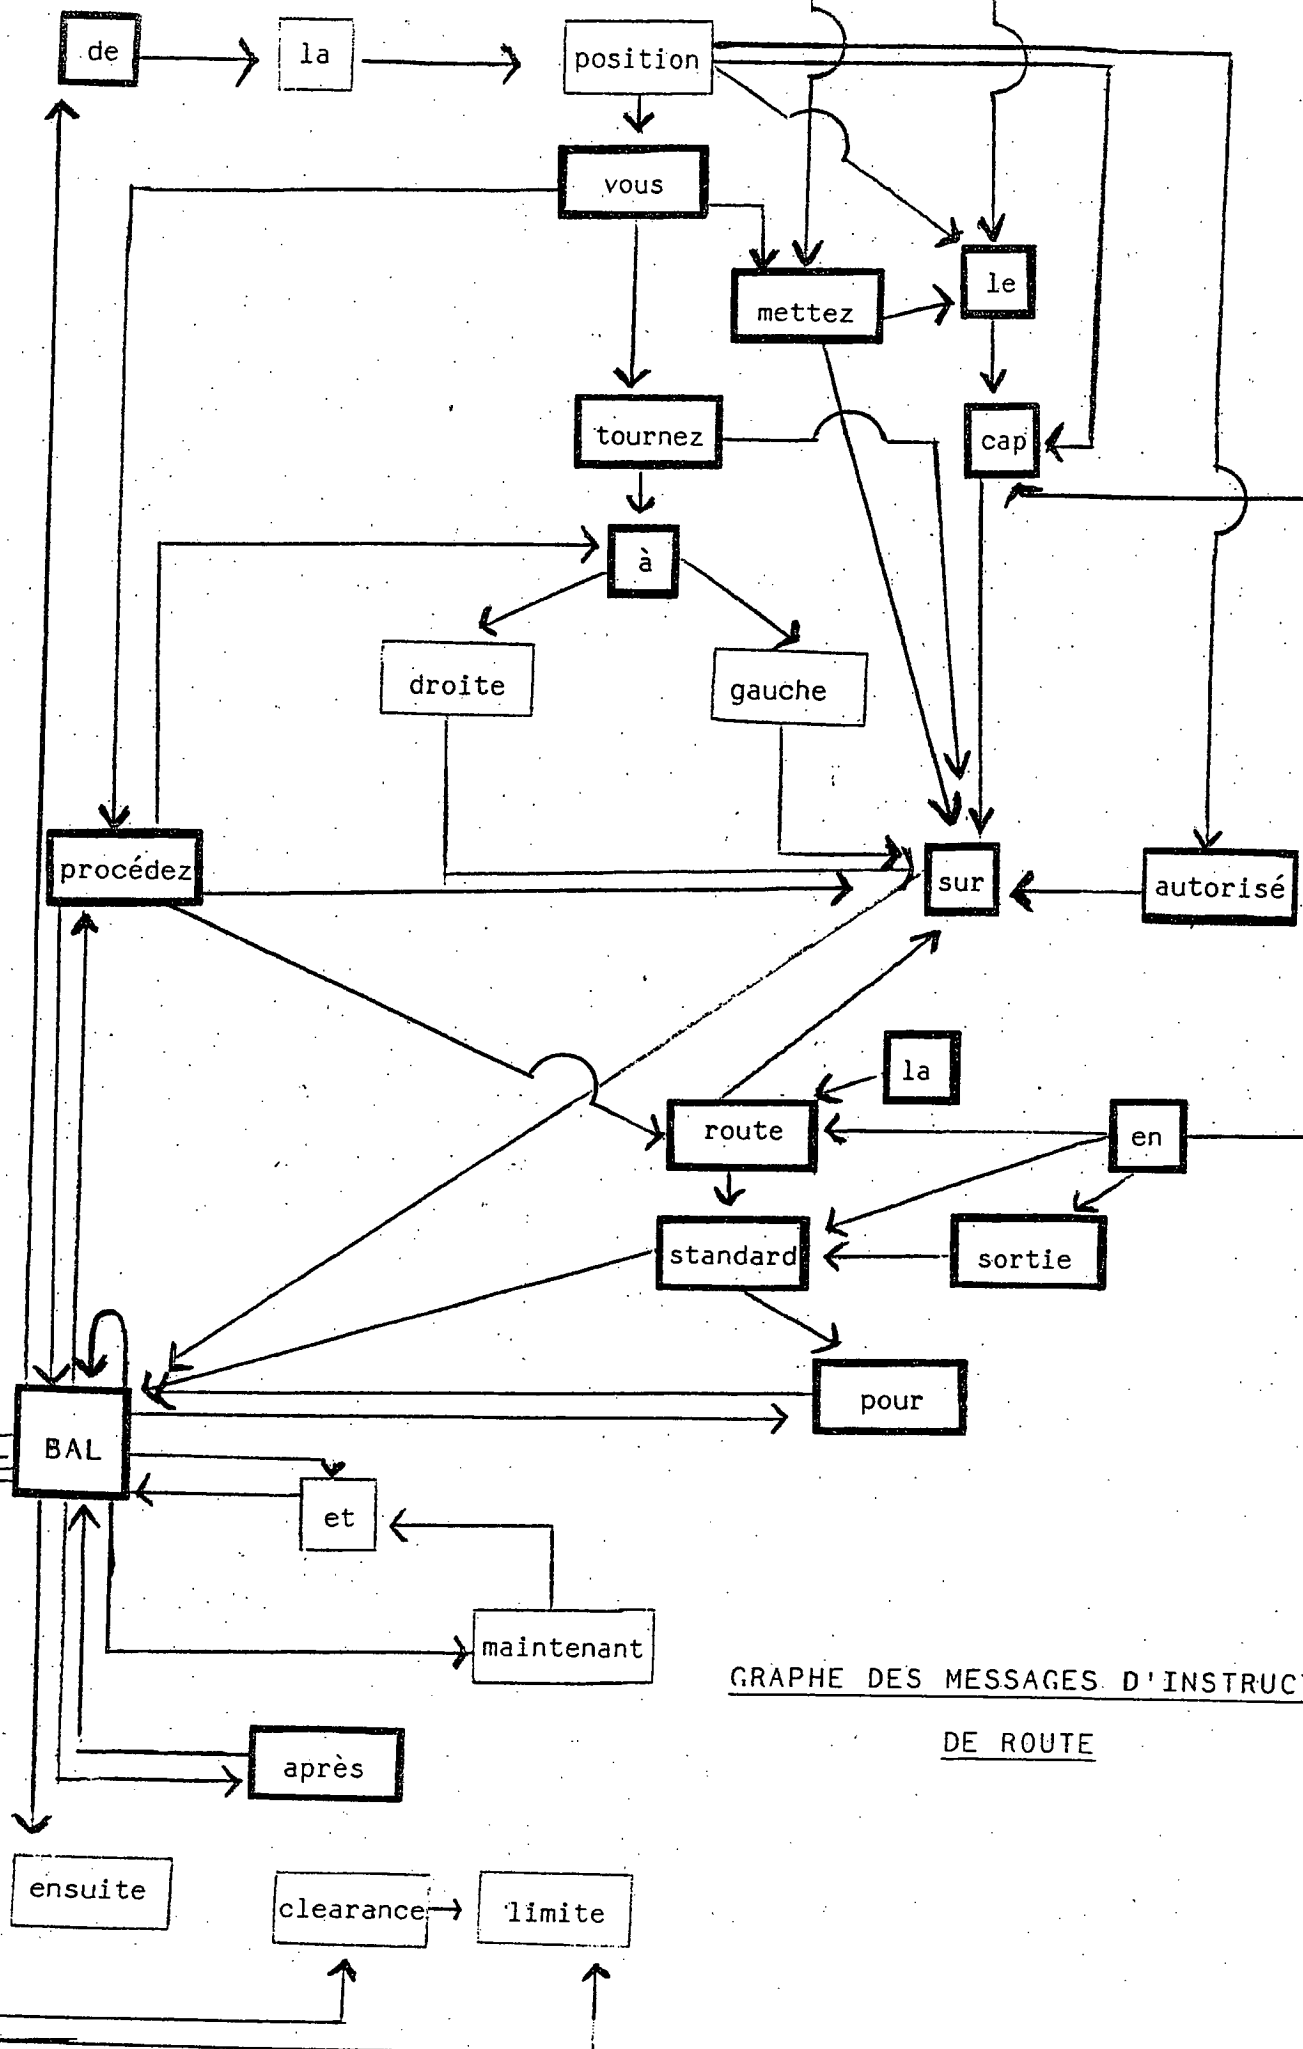 de
la
position
vous
mettez
le
tournez
cap
à
droite
gauche
procédez
sur
autorisé
la
route
en
standard
sortie
pour
BAL
et
maintenant
GRAPHE DES MESSAGES D'INSTRUC
DE ROUTE
après
ensuite
clearance
limite